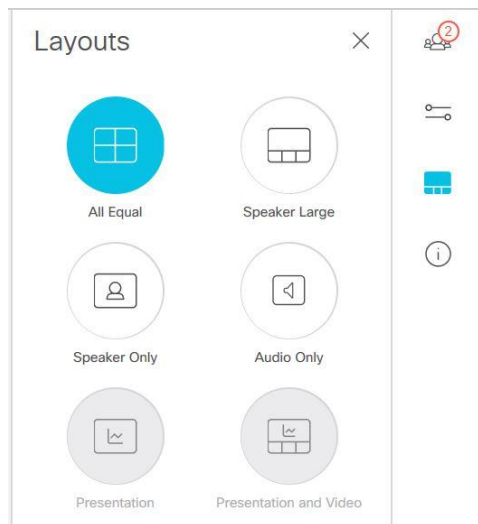 Layouts
2
All Equal
Speaker Large
Speaker Only
Audio Only
Presentation
Presentation and Video